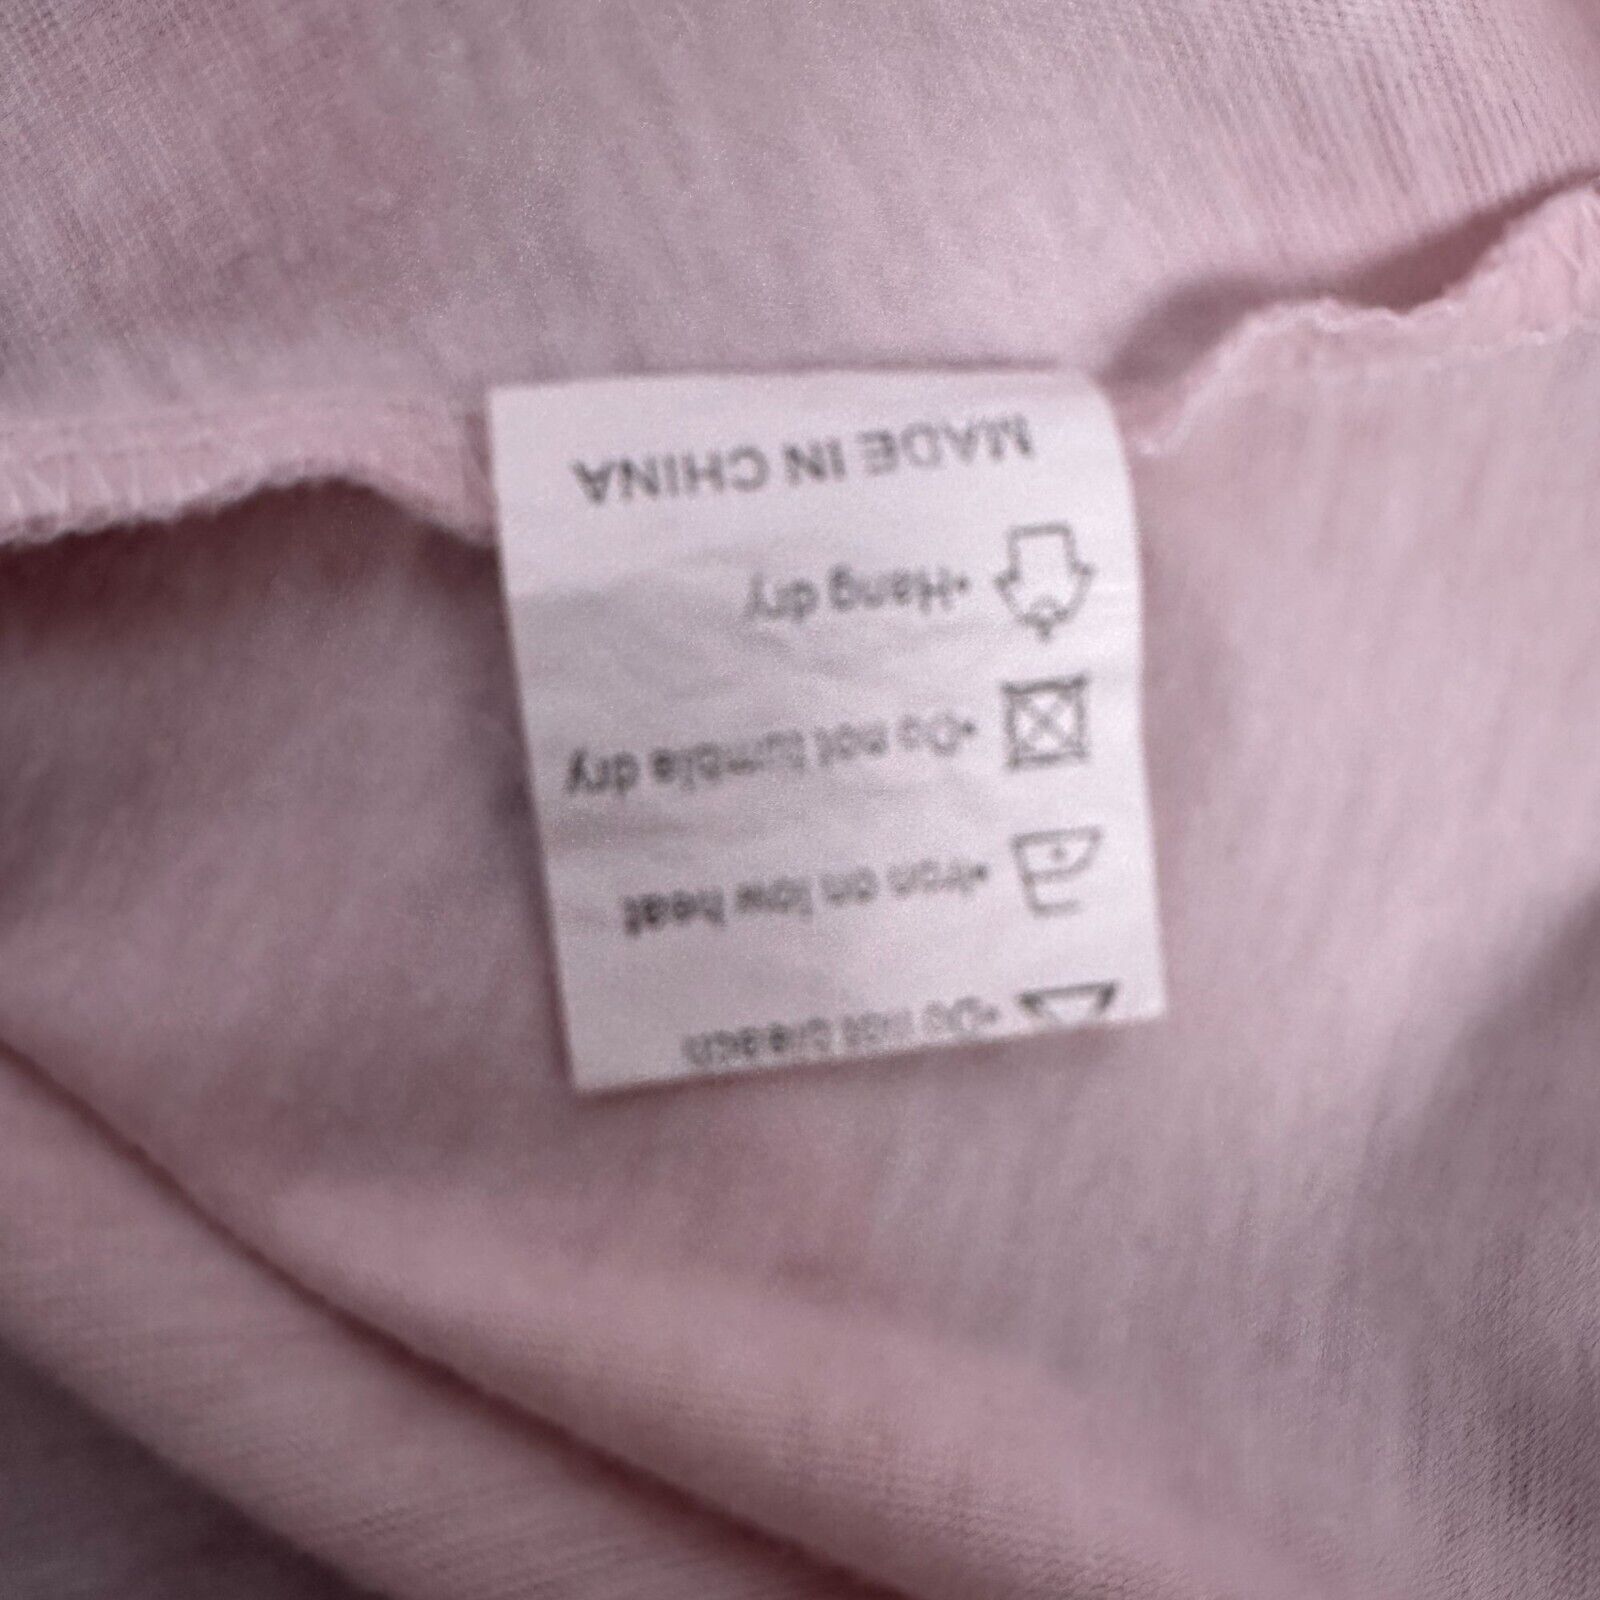 •Do not bleach
•Iron on low heat
•Do not tumble dry
•Hang dry
MADE IN CHINA